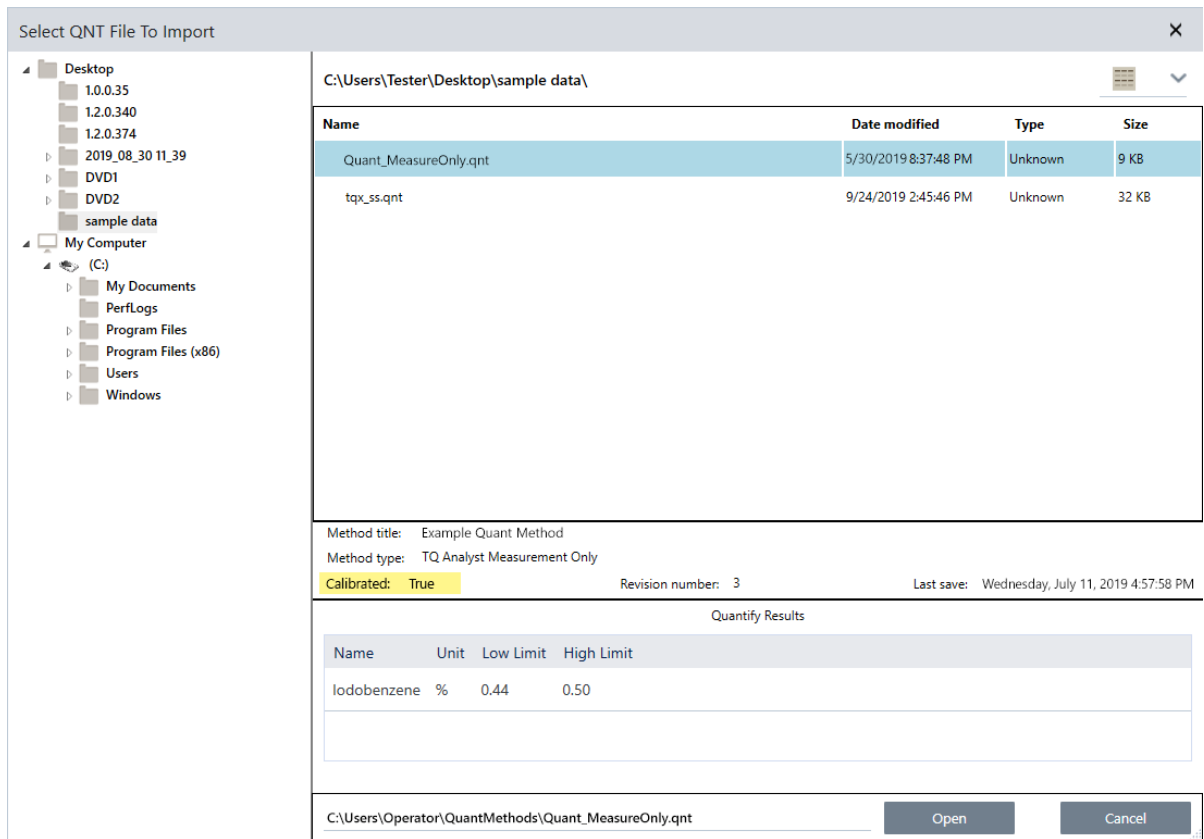 Select QNT File To Import
Desktop
1.0.0.35
1.2.0.340
1.2.0.374
2019_08_30 11_39
DVD1
DVD2
sample data
My Computer
(C:)
My Documents
PerfLogs
Program Files
Program Files (x86)
Users
Windows
C:\Users\Tester\Desktop\sample data\
Name Date modified Type Size
Quant_MeasureOnly.qnt 5/30/2019 8:37:48 PM Unknown 9 KB
tqx_ss.qnt 9/24/2019 2:45:46 PM Unknown 32 KB
Method title: Example Quant Method
Method type: TQ Analyst Measurement Only
Calibrated: True Revision number: 3 Last save: Wednesday, July 11, 2019 4:57:58 PM
Quantify Results
Name Unit Low Limit High Limit
Iodobenzene % 0.44 0.50
C:\Users\Operator\QuantMethods\Quant_MeasureOnly.qnt Open Cancel